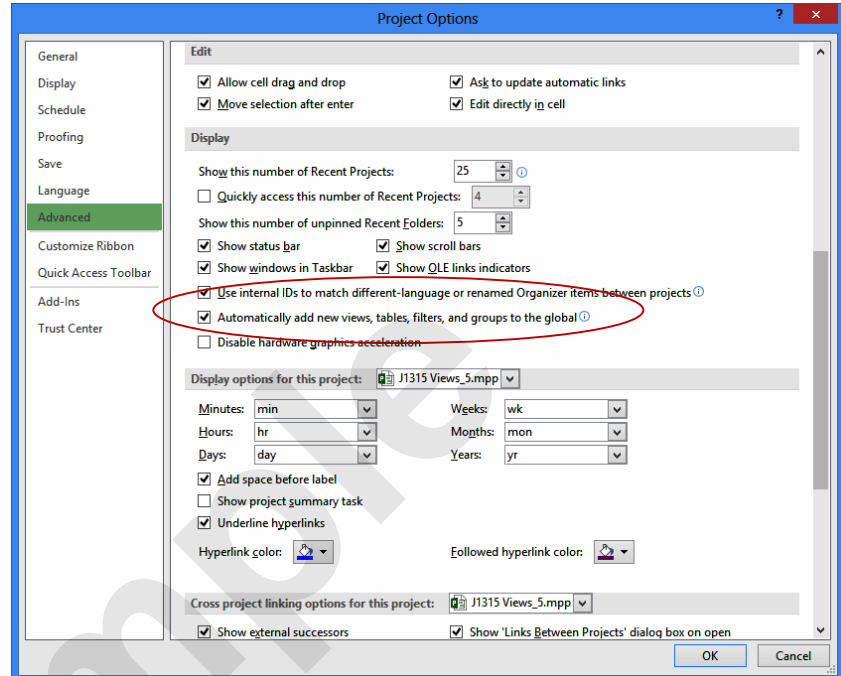 Project Options
? ×
General
Display
Schedule
Proofing
Save
Language
Advanced
Customize Ribbon
Quick Access Toolbar
Add-Ins
Trust Center
Edit
Allow cell drag and drop Ask to update automatic links
Move selection after enter Edit directly in cell
Display
Show this number of Recent Projects: 25
Quickly access this number of Recent Projects: 4
Show this number of unpinned Recent Folders: 5
Show status bar Show scroll bars
Show windows in Taskbar Show OLE links indicators
Use internal IDs to match different-language or renamed Organizer items between projects
Automatically add new views, tables, filters, and groups to the global
Disable hardware graphics acceleration
Display options for this project: J1315 Views_5.mpp
Minutes: min Weeks: wk
Hours: hr Months: mon
Days: day Years: yr
Add space before label
Show project summary task
Underline hyperlinks
Hyperlink color: Followed hyperlink color:
Cross project linking options for this project: J1315 Views_5.mpp
Show external successors Show 'Links Between Projects' dialog box on open
OK Cancel
mple